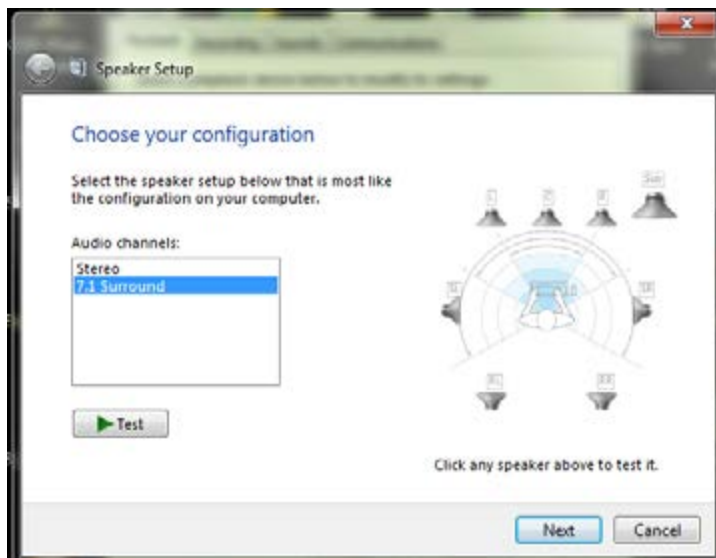 Speaker Setup
Choose your configuration
Select the speaker setup below that is most like
the configuration on your computer.
Audio channels:
Stereo
7.1 Surround
L
C
R
Sub
Test
Click any speaker above to test it.
Next
Cancel